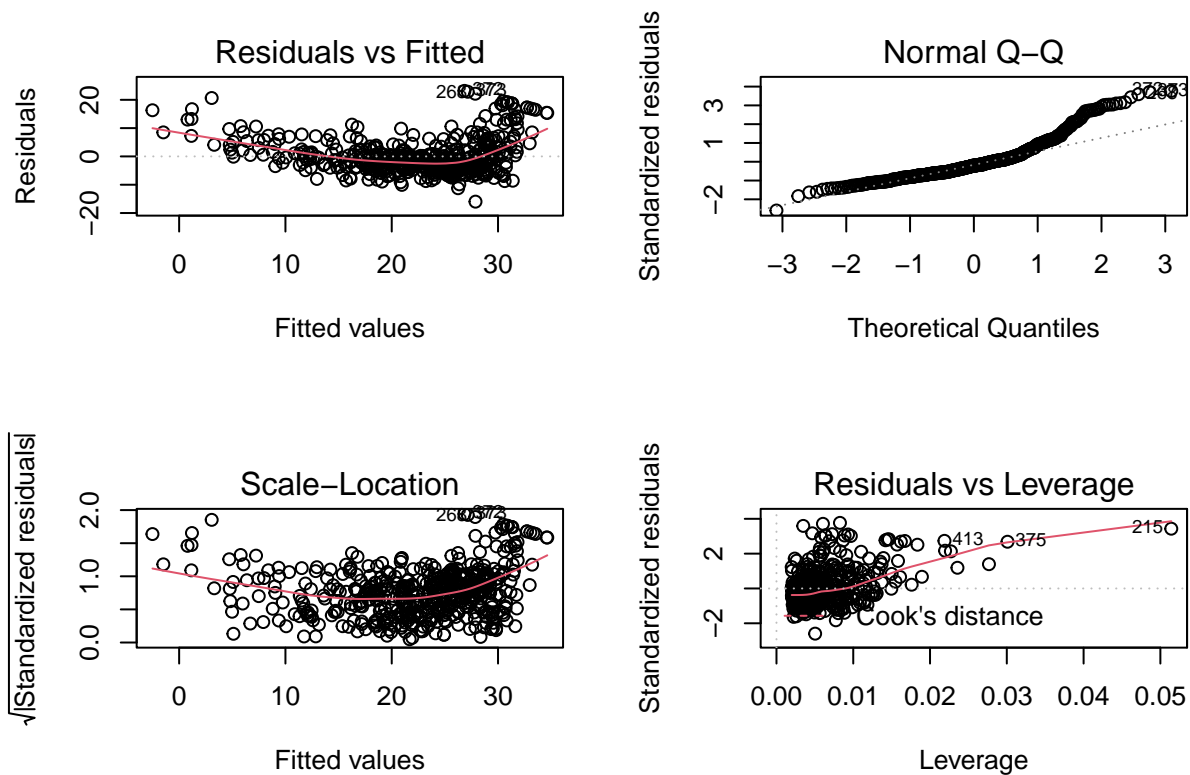 Residuals vs Fitted
Residuals
20
0
−20
0
10
20
30
Fitted values
372
Normal Q−Q
Standardized residuals
3
1
−2
−3
−2
−1
0
1
2
3
Theoretical Quantiles
372
Scale−Location
√|Standardized residuals|
2.0
1.0
0.0
0
10
20
30
Fitted values
372
Residuals vs Leverage
Standardized residuals
2
−2
0.00
0.01
0.02
0.03
0.04
0.05
Leverage
Cook's distance
215
413
375